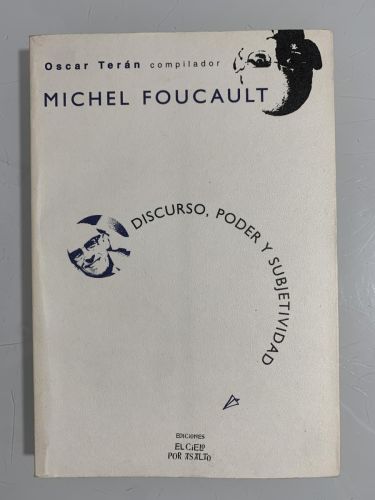 Oscar Terán compilador
MICHEL FOUCAULT
DISCURSO, PODER Y SUBJETIVIDAD
EDICIONES
EL CIELO
POR ASALTO